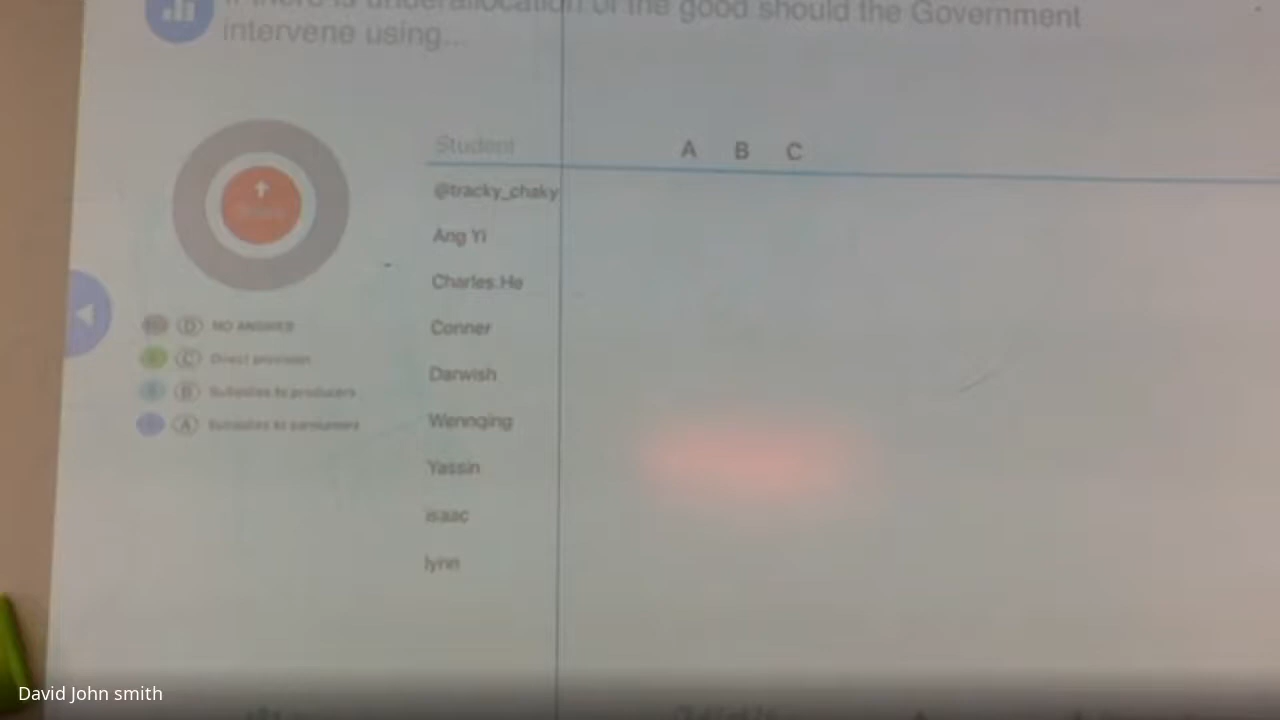 If there is underallocation of the good should the Government
intervene using...
Student
A B C
@tracky_chaky
Ang Yi
Charles.Ho
Conner
Darwish
Wennqing
Yassin
isaac
lynn
D NO ANSWER
C Direct provision
B Subsidies to producers
A Subsidies to consumers
David John smith